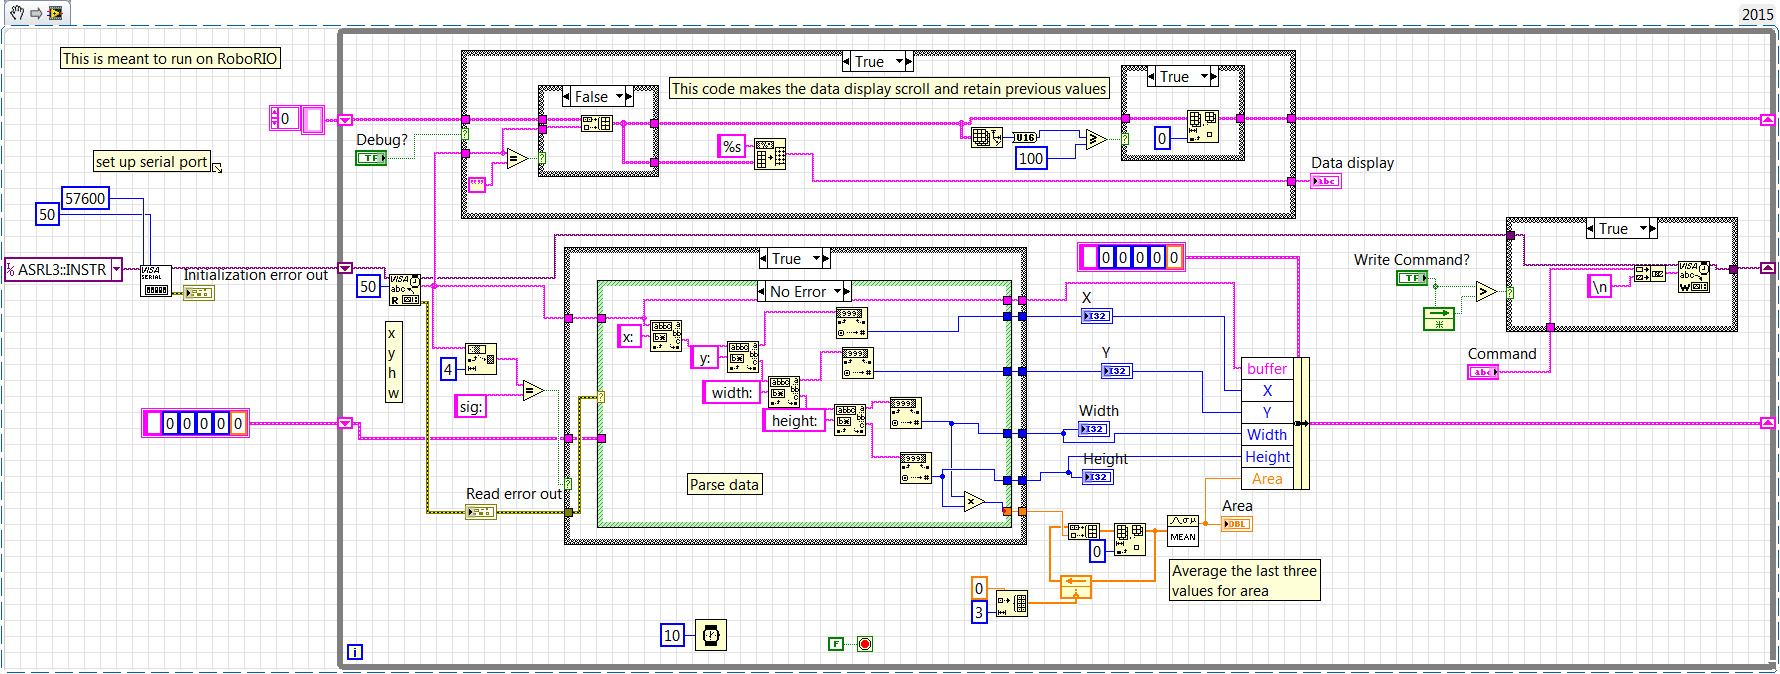 2015
This is meant to run on RoboRIO
True
This code makes the data display scroll and retain previous values
True
False
0
Debug?
TF
%s
U16
100
0
""
=
≥
Data display
abc
set up serial port
57600
50
ASRL3::INSTR
VISA
SERIAL
Initialization error out
50
VISA
abc
R
x
y
h
w
4
sig:
=
0 0 0 0 0
Read error out
True
No Error
x:
y:
width:
height:
Parse data
x
0 0 0 0 0
X
I32
Y
I32
Width
I32
Height
I32
buffer
X
Y
Width
Height
Area
Area
DBL
MEAN
0
Average the last three
values for area
0
3
Write Command?
TF
>
True
\n
VISA
W
Command
abc
10
F
i